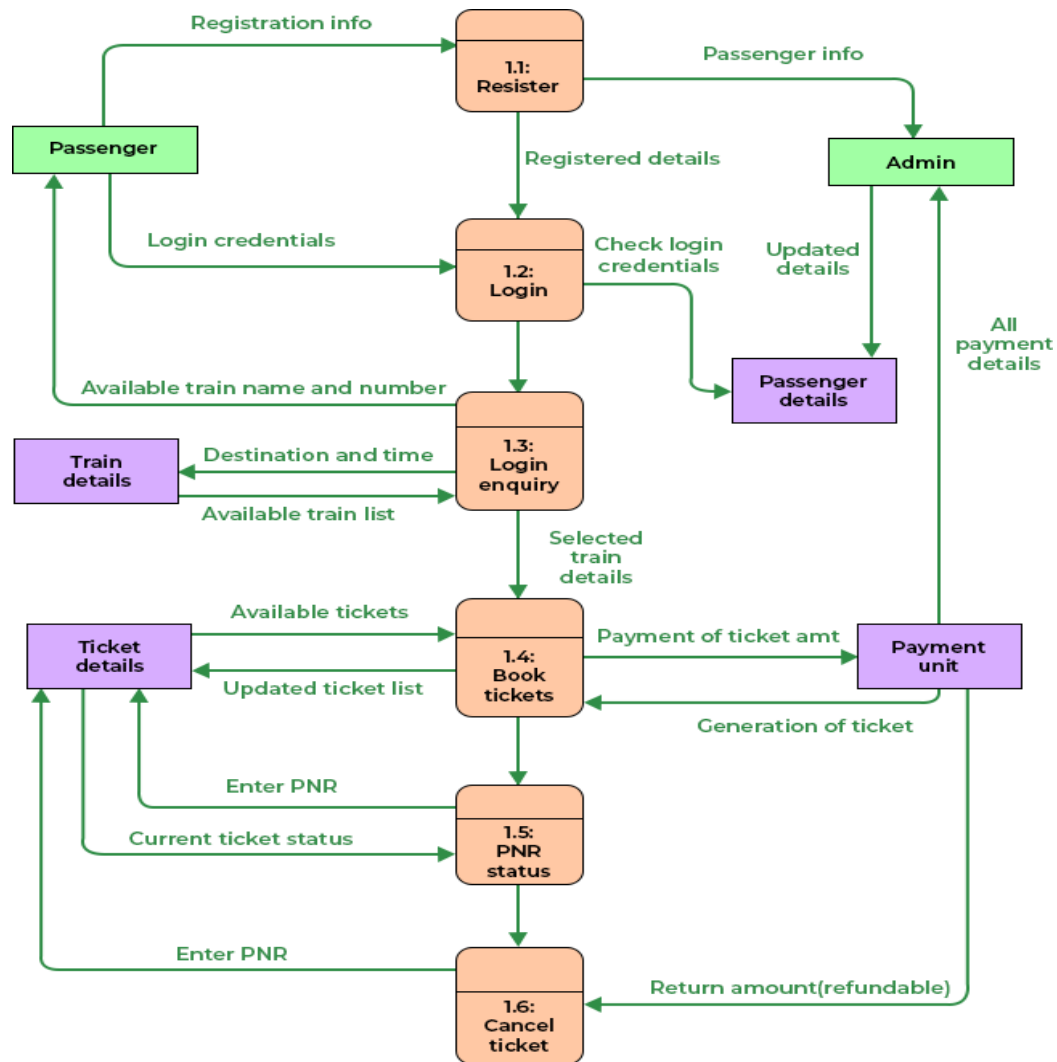 Registration info
1.1:
Resister
Passenger info
Passenger
Admin
Registered details
Login credentials
1.2:
Login
Check login
credentials
Updated
details
All
payment
details
Available train name and number
Passenger
details
1.3:
Login
enquiry
Train
details
Destination and time
Available train list
Selected
train
details
Available tickets
Ticket
details
1.4:
Book
tickets
Payment of ticket amt
Payment
unit
Updated ticket list
Generation of ticket
Enter PNR
1.5:
PNR
status
Current ticket status
Enter PNR
1.6:
Cancel
ticket
Return amount(refundable)